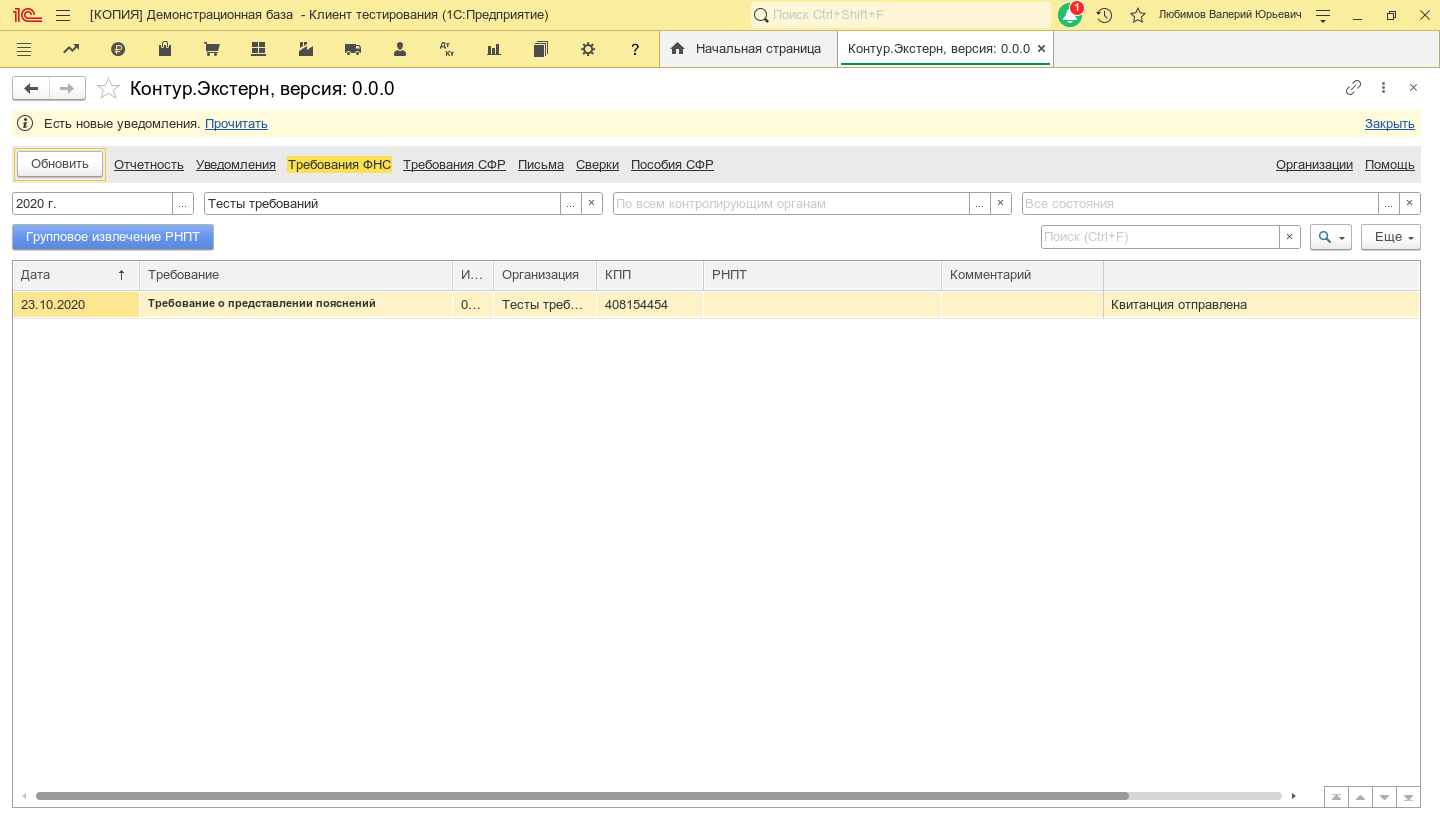 [КОПИЯ] Демонстрационная база - Клиент тестирования (1С:Предприятие)
Поиск Ctrl+Shift+F
1
Любимов Валерий Юрьевич
Дт Кт
?
Начальная страница
Контур.Экстерн, версия: 0.0.0
Контур.Экстерн, версия: 0.0.0
Есть новые уведомления. Прочитать
Закрыть
Обновить
Отчетность
Уведомления
Требования ФНС
Требования СФР
Письма
Сверки
Пособия СФР
Организации
Помощь
2020 г.
...
Тесты требований
...
По всем контролирующим органам
...
Все состояния
...
Групповое извлечение РНПТ
Поиск (Ctrl+F)
Еще
Дата
Требование
И...
Организация
КПП
РНПТ
Комментарий
23.10.2020
Требование о представлении пояснений
0...
Тесты треб...
408154454
Квитанция отправлена